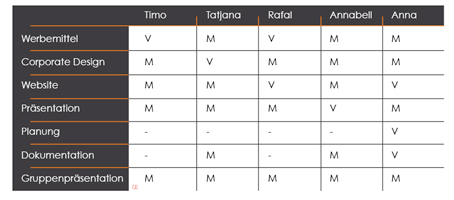 Timo Tatjana Rafal Annabell Anna
Werbemittel V M V M M
Corporate Design M V M M M
Website M M V M V
Präsentation M M M V M
Planung - - - - V
Dokumentation - M - M V
Gruppenpräsentation M M M M M